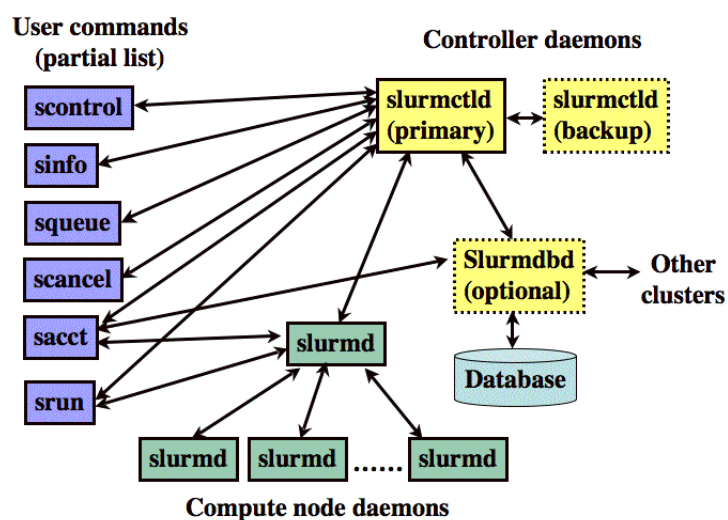 User commands
(partial list)
Controller daemons
scontrol
slurmctld
(primary)
slurmctld
(backup)
sinfo
squeue
scancel
Slurmdbd
(optional)
Other
clusters
sacct
slurmd
Database
srun
slurmd
slurmd
......
slurmd
Compute node daemons